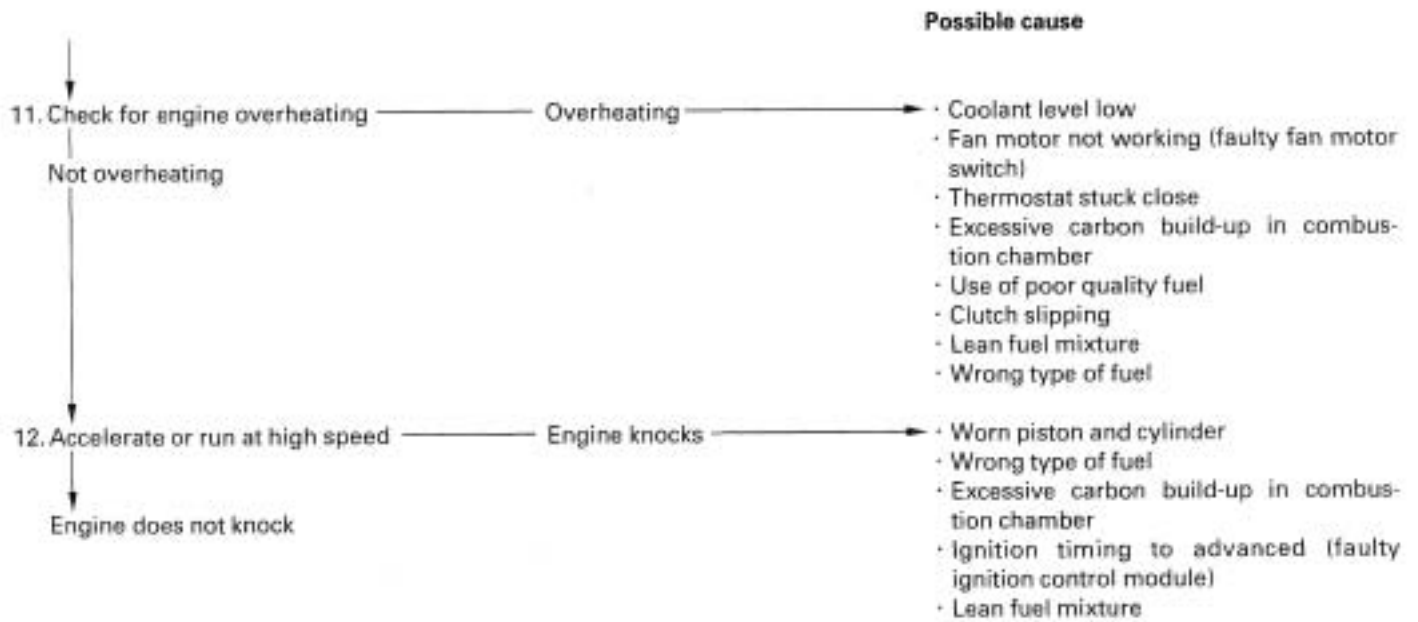 Possible cause
11. Check for engine overheating Overheating · Coolant level low
· Fan motor not working (faulty fan motor
switch)
Not overheating
· Thermostat stuck close
· Excessive carbon build-up in combus-
tion chamber
· Use of poor quality fuel
· Clutch slipping
· Lean fuel mixture
· Wrong type of fuel
12. Accelerate or run at high speed Engine knocks · Worn piston and cylinder
· Wrong type of fuel
· Excessive carbon build-up in combus-
tion chamber
Engine does not knock
· Ignition timing to advanced (faulty
ignition control module)
· Lean fuel mixture